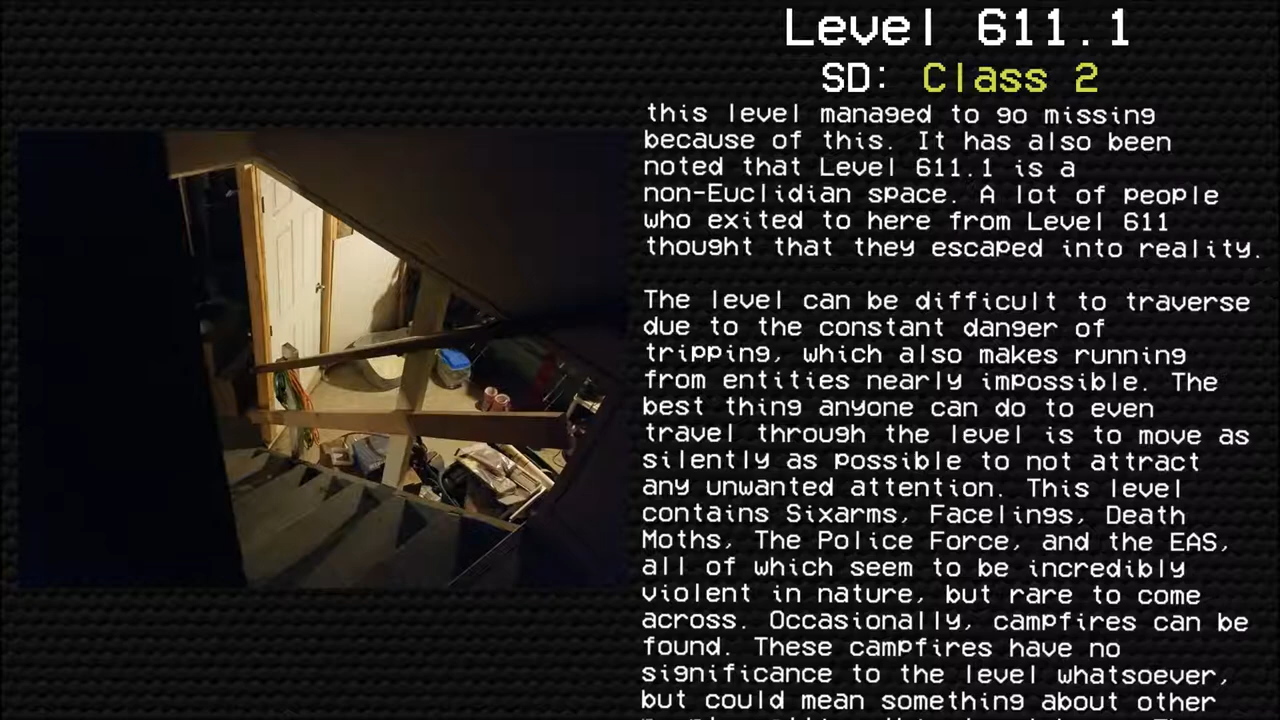 Level 611.1
SD: Class 2
this level managed to go missing
because of this. It has also been
noted that Level 611.1 is a
non-Euclidian space. A lot of people
who exited to here from Level 611
thought that they escaped into reality.
The level can be difficult to traverse
due to the constant danger of
tripping, which also makes running
from entities nearly impossible. The
best thing anyone can do to even
travel through the level is to move as
silently as possible to not attract
any unwanted attention. This level
contains Sixarms, Facelings, Death
Moths, The Police Force, and the EAS,
all of which seem to be incredibly
violent in nature, but rare to come
across. Occasionally, campfires can be
found. These campfires have no
significance to the level whatsoever,
but could mean something about other